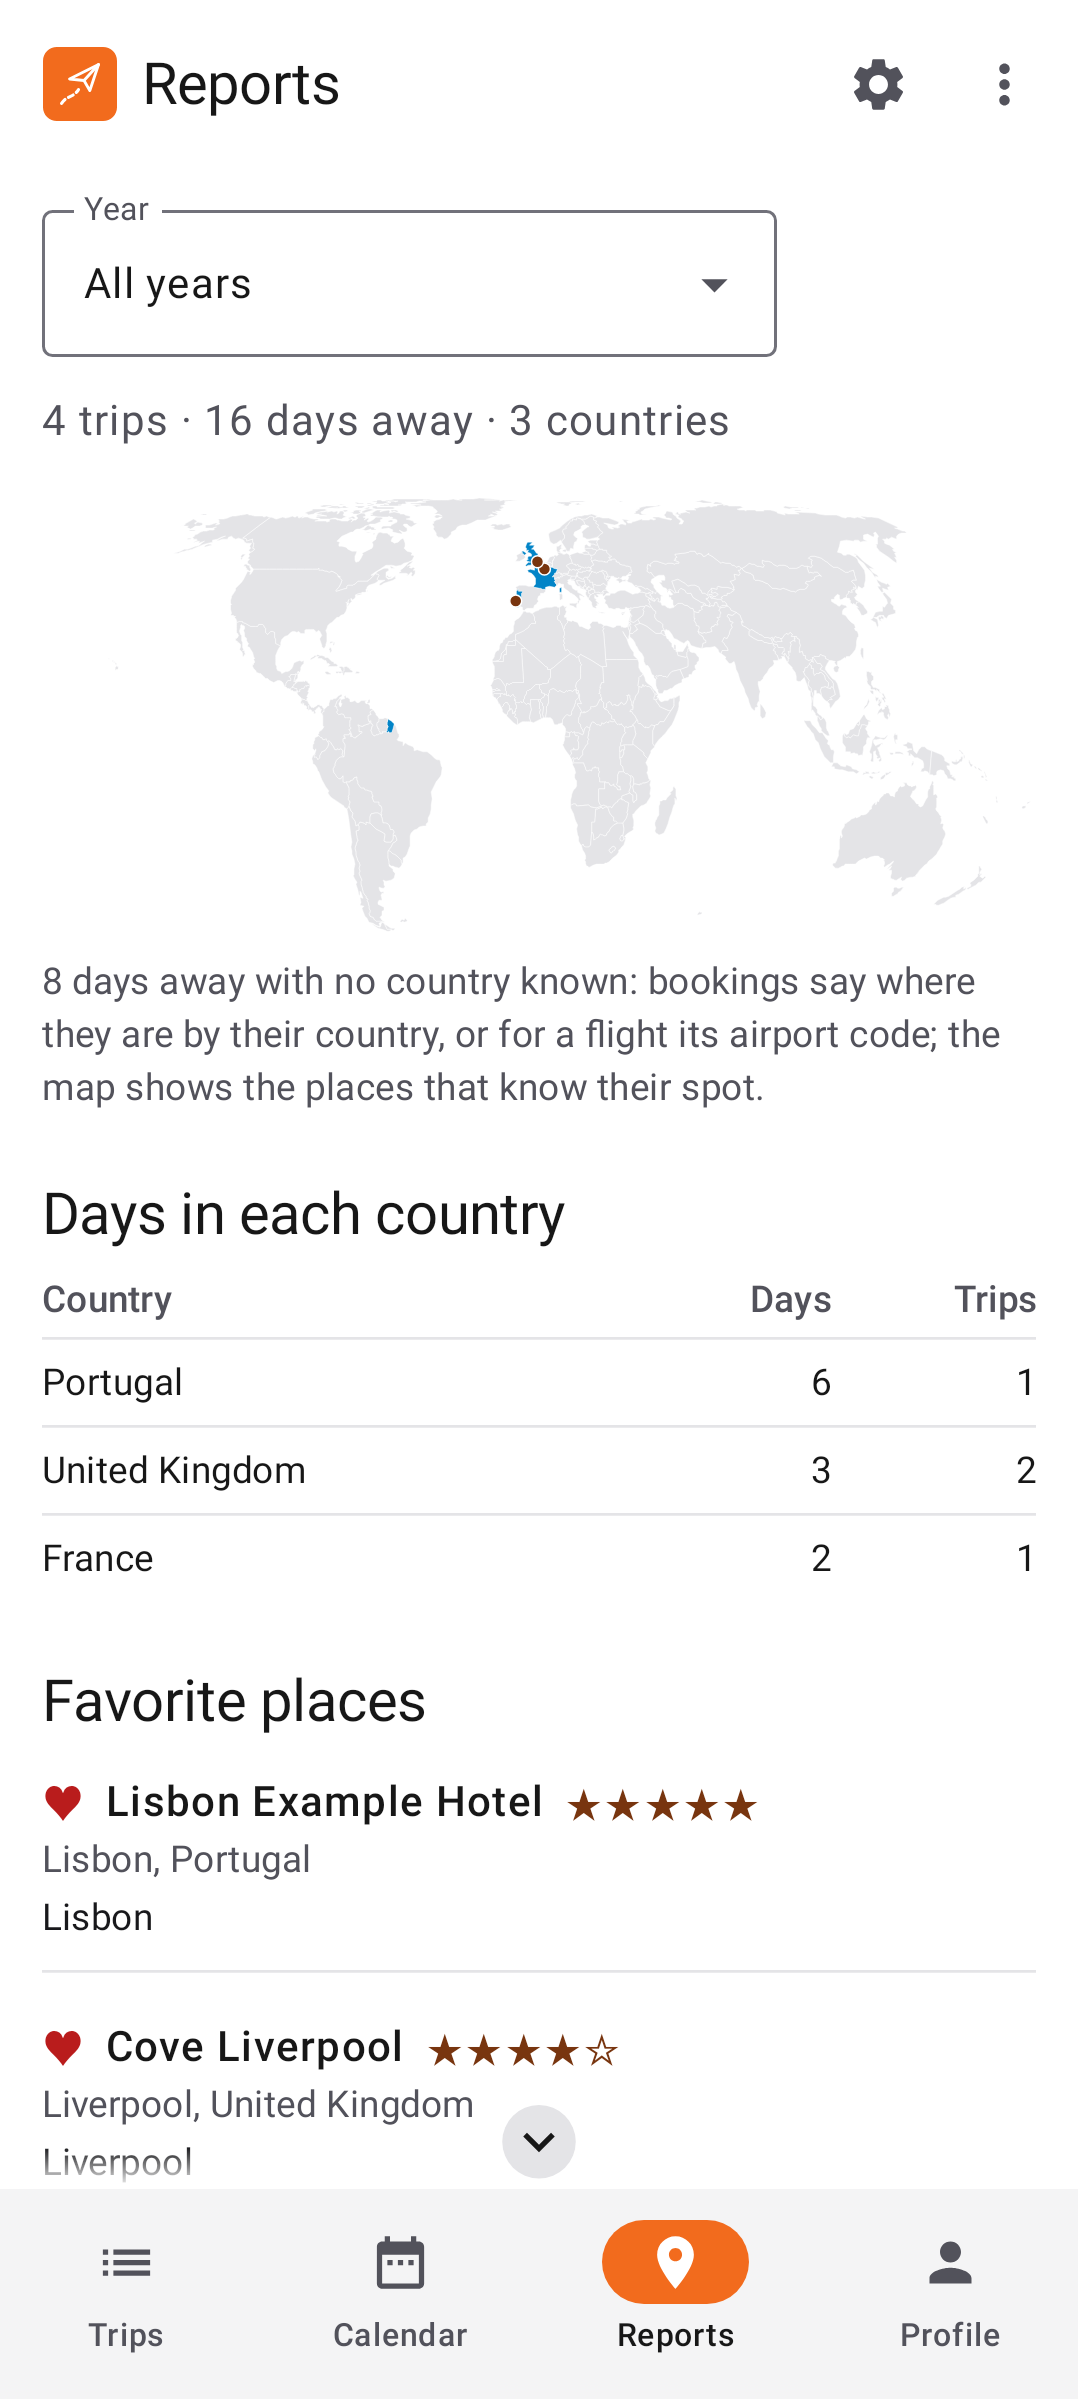 Reports
Year
All years
4 trips · 16 days away · 3 countries
8 days away with no country known: bookings say where
they are by their country, or for a flight its airport code; the
map shows the places that know their spot.
Days in each country
Country Days Trips
Portugal 6 1
United Kingdom 3 2
France 2 1
Favorite places
Lisbon Example Hotel ★★★★★
Lisbon, Portugal
Lisbon
Cove Liverpool ★★★★☆
Liverpool, United Kingdom
Liverpool
Trips Calendar Reports Profile